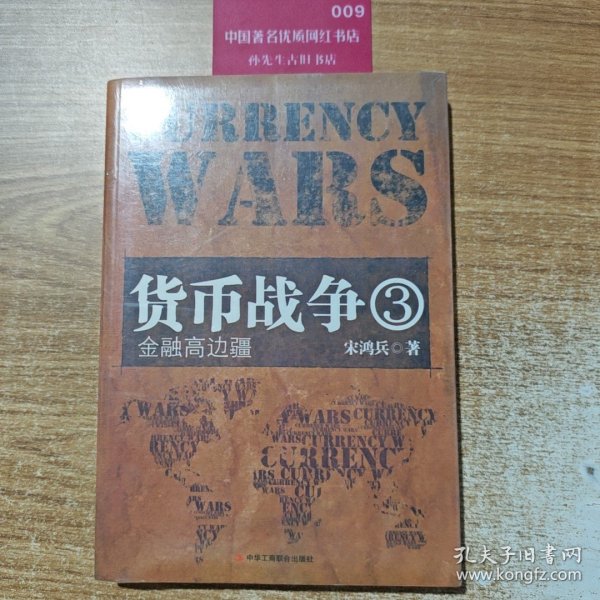 009
中国著名优质网红书店
孙先生古旧书店
CURRENCY
WARS
货币战争③
金融高边疆
宋鸿兵◎著
WARS
WARS CURRENCY
WARS CURRENCY W
CURRENC
WARS
中华工商联合出版社
孔夫子旧书网
www.kongfz.com